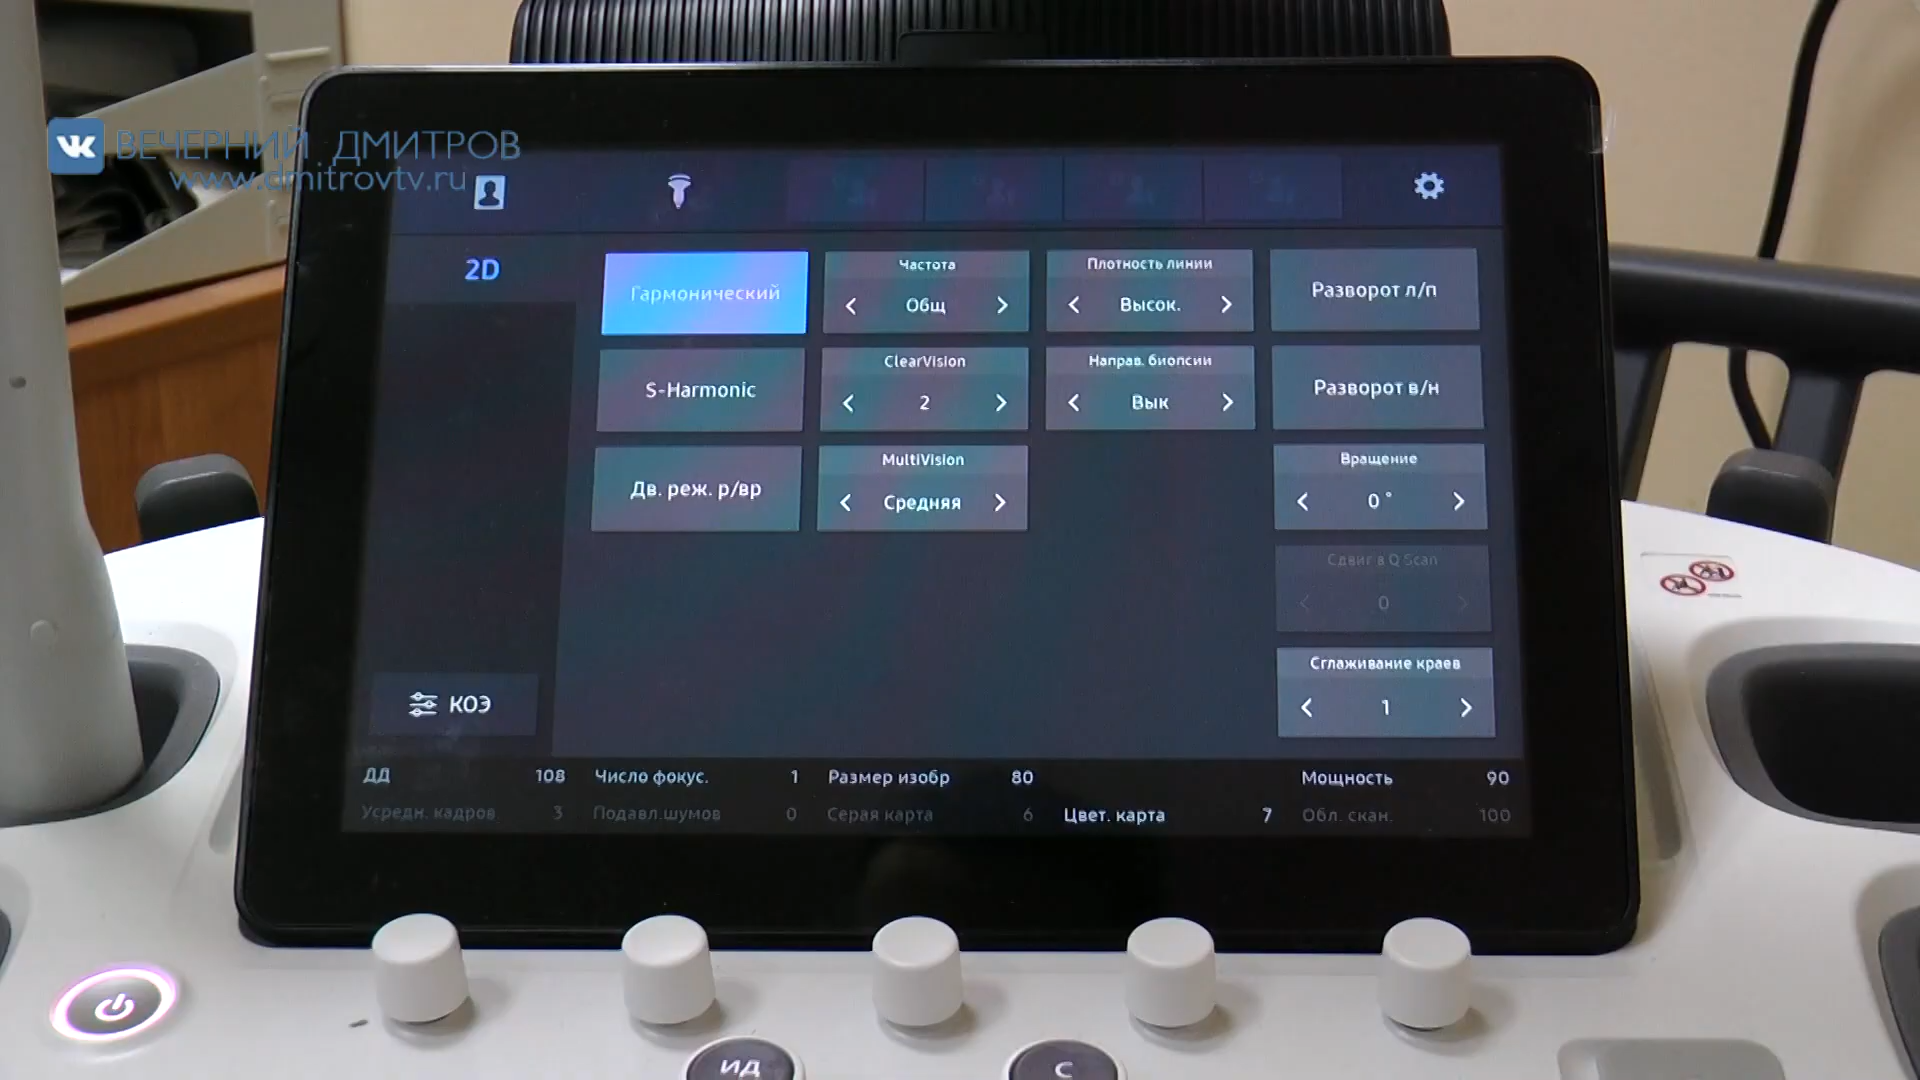 ВЕЧЕРНИЙ ДМИТРОВ
www.dmitrovtv.ru
2D
Гармонический
Частота
Общ
Плотность линии
Высок.
Разворот л/п
S-Harmonic
ClearVision
2
Направ. биопсии
Вык
Разворот в/н
Дв. реж. р/вр
MultiVision
Средняя
Вращение
0 °
Сдвиг в Q Scan
0
Сглаживание краев
1
КОЭ
ДД 108 Число фокус. 1 Размер изобр 80 Мощность 90
Усредн. кадров 3 Подавл.шумов 0 Серая карта 6 Цвет. карта 7 Обл. скан. 100
ИД
С